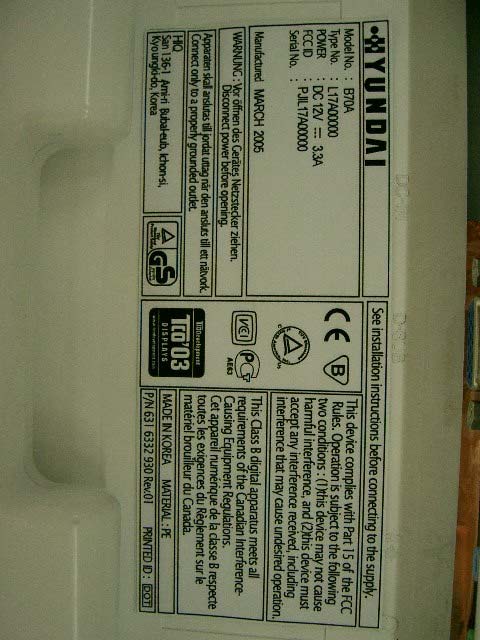 HYUNDAI
Model No. : B70A
Type No. : L17A00000
POWER : DC 12V ⎓ 3.3A
FCC ID : PJIL17A00000
Serial No. :
Manufactured MARCH 2005
WARNUNG : Vor öffnen des Gerätes Netzstecker ziehen.
Disconnect power before opening.
Apparaten skall anslutas till jordat uttag når den ansluts till ett nätverk.
Connect only to a properly grounded outlet.
HIQ
San 136-1 Ami-ri Bubal-eub, Ichon-si,
Kyoungki-do, Korea
GS
See installation instructions before connecting to the supply.
CE
B
VCCI
PC
AE63
TCO'03
DISPLAYS
This device complies with Part 15 of the FCC
Rules. Operation is subject to the following
two conditions : (1)this device may not cause
harmful interference, and (2)this device must
accept any interference received, including
interference that may cause undesired operation.
This Class B digital apparatus meets all
requirements of the Canadian Interference-
Causing Equipment Regulations.
Cet appareil numérique de la classe B respecte
toutes les exigences du Règlement sur le
matériel brouilleur du Canada.
MADE IN KOREA MATERIAL : PE
P/N 631 6332 930 Rev.01 PRINTED ID : DOT